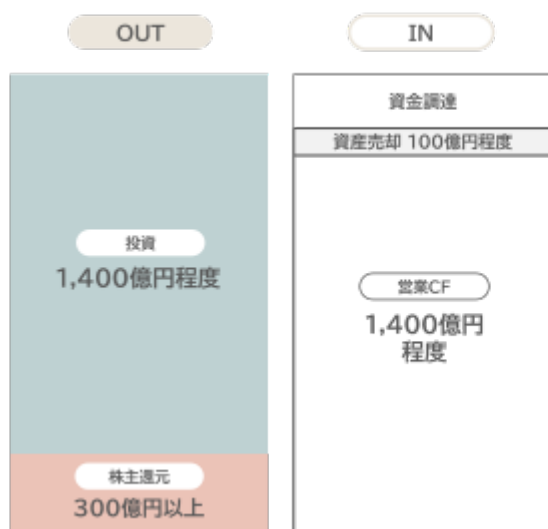 OUT
IN
投資
1,400億円程度
株主還元
300億円以上
資金調達
資産売却 100億円程度
営業CF
1,400億円
程度